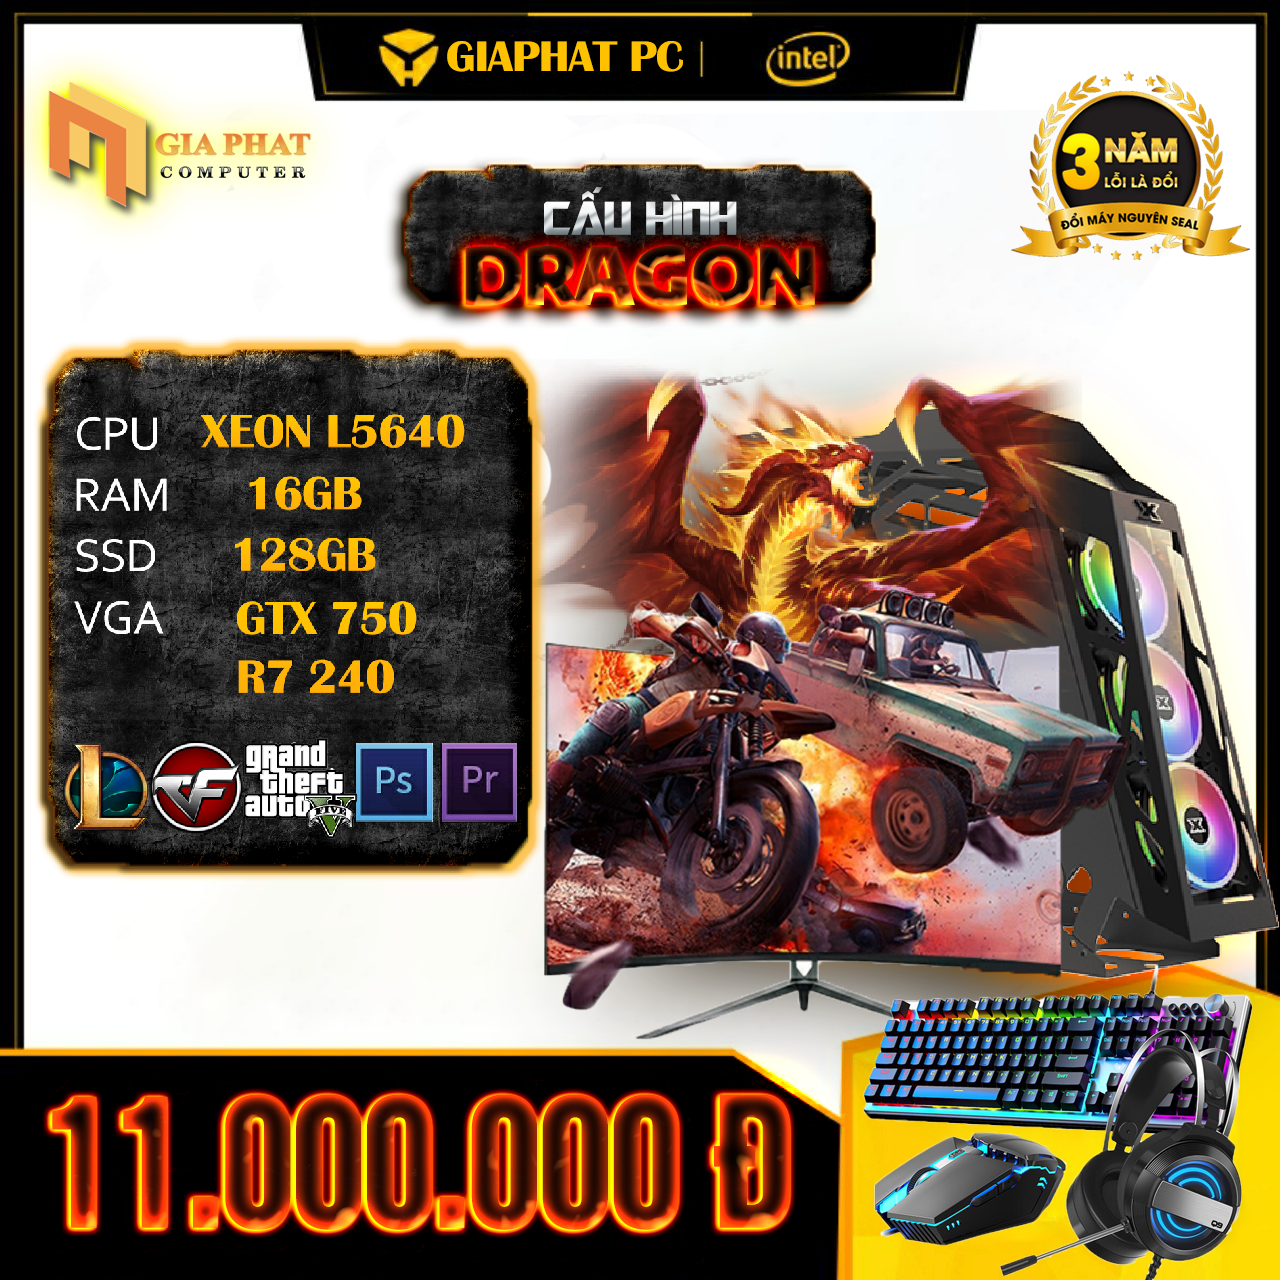 GIAPHAT PC
intel
GIA PHAT
COMPUTER
3 NĂM
LỖI LÀ ĐỔI
ĐỔI MÁY NGUYÊN SEAL
CẤU HÌNH
DRAGON
CPU XEON L5640
RAM 16GB
SSD 128GB
VGA GTX 750
R7 240
L
CF
grand
theft
auto
FIVE
V
Ps
Pr
11.000.000 Đ